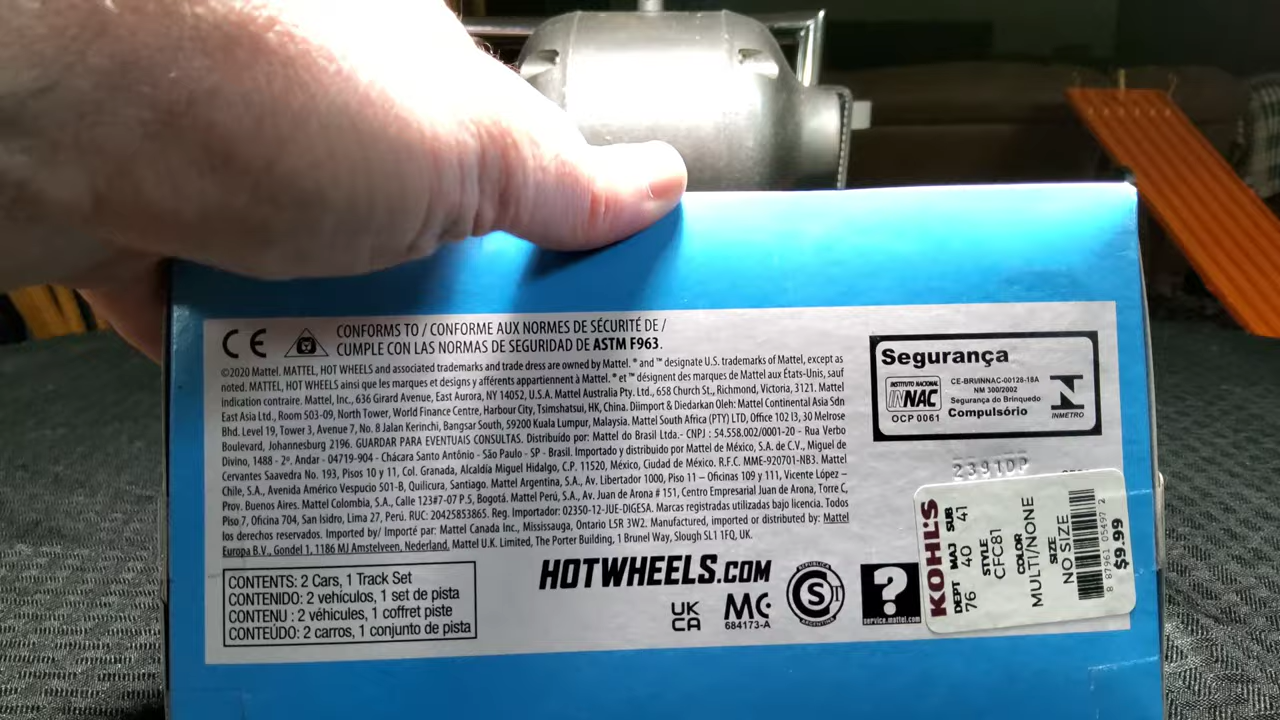 CE
CONFORMS TO / CONFORME AUX NORMES DE SÉCURITÉ DE /
CUMPLE CON LAS NORMAS DE SEGURIDAD DE ASTM F963.
©2020 Mattel. MATTEL, HOT WHEELS and associated trademarks and trade dress are owned by Mattel. ® and ™ designate U.S. trademarks of Mattel, except as
noted. MATTEL, HOT WHEELS ainsi que les marques et designs y afférents appartiennent à Mattel. ® et ™ désignent des marques de Mattel aux États-Unis, sauf
indication contraire. Mattel, Inc., 636 Girard Avenue, East Aurora, NY 14052, U.S.A. Mattel Australia Pty. Ltd., 658 Church St., Richmond, Victoria, 3121. Mattel
East Asia Ltd., Room 503-09, North Tower, World Finance Centre, Harbour City, Tsimshatsui, HK, China. Diimport & Diedarkan Oleh: Mattel Continental Asia Sdn
Bhd. Level 19, Tower 3, Avenue 7, No. 8 Jalan Kerinchi, Bangsar South, 59200 Kuala Lumpur, Malaysia. Mattel South Africa (PTY) LTD, Office 102 I3, 30 Melrose
Boulevard, Johannesburg 2196. GUARDAR PARA EVENTUAIS CONSULTAS. Distribuído por: Mattel do Brasil Ltda.- CNPJ : 54.558.002/0001-20 - Rua Verbo
Divino, 1488 - 2º. Andar - 04719-904 - Chácara Santo Antônio - São Paulo - SP - Brasil. Importado y distribuido por Mattel de México, S.A. de C.V., Miguel de
Cervantes Saavedra No. 193, Pisos 10 y 11, Col. Granada, Alcaldía Miguel Hidalgo, C.P. 11520, México, Ciudad de México. R.F.C. MME-920701-NB3. Mattel
Chile, S.A., Avenida Américo Vespucio 501-B, Quilicura, Santiago. Mattel Argentina, S.A., Av. Libertador 1000, Piso 11 – Oficinas 109 y 111, Vicente López –
Prov. Buenos Aires. Mattel Colombia, S.A., Calle 123#7-07 P.5, Bogotá. Mattel Perú, S.A., Av. Juan de Arona # 151, Centro Empresarial Juan de Arona, Torre C,
Piso 7, Oficina 704, San Isidro, Lima 27, Perú. RUC: 20425853865. Reg. Importador: 02350-12-JUE-DIGESA. Marcas registradas utilizadas bajo licencia. Todos
los derechos reservados. Imported by/ Importé par: Mattel Canada Inc., Mississauga, Ontario L5R 3W2. Manufactured, imported or distributed by: Mattel
Europa B.V., Gondel 1, 1186 MJ Amstelveen, Nederland. Mattel U.K. Limited, The Porter Building, 1 Brunel Way, Slough SL1 1FQ, UK.
CONTENTS: 2 Cars, 1 Track Set
CONTENIDO: 2 vehículos, 1 set de pista
CONTENU : 2 véhicules, 1 coffret piste
CONTEÚDO: 2 carros, 1 conjunto de pista
HOTWHEELS.COM
UK
CA
684173-A
REPUBLICA
S I
ARGENTINA
?
service.mattel.com
Segurança
INSTITUTO NACIONAL
INNAC
OCP 0061
CE-BRI/INNAC-00128-18A
NM 300/2002
Segurança do Brinquedo
Compulsório
INMETRO
2391DP
KOHL'S
DEPT MAJ SUB
76 40 41
STYLE
CFC81
COLOR
MULTI/NONE
SIZE
NO SIZE
8 87961 05497 2
$9.99